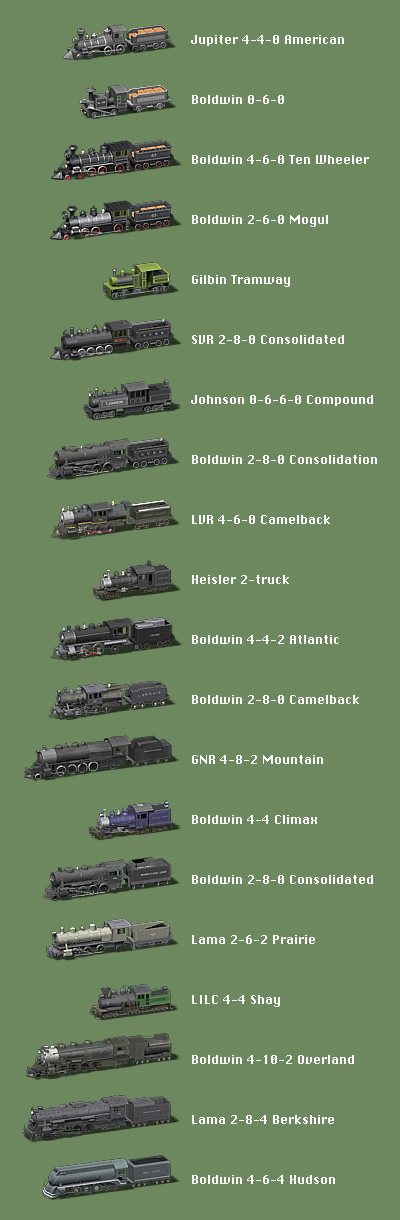 Jupiter 4-4-0 American
Boldwin 0-6-0
Boldwin 4-6-0 Ten Wheeler
Boldwin 2-6-0 Mogul
Gilbin Tramway
SVR 2-8-0 Consolidated
Johnson 0-6-6-0 Compound
Boldwin 2-8-0 Consolidation
LVR 4-6-0 Camelback
Heisler 2-truck
Boldwin 4-4-2 Atlantic
Boldwin 2-8-0 Camelback
GNR 4-8-2 Mountain
Boldwin 4-4 Climax
Boldwin 2-8-0 Consolidated
Lama 2-6-2 Prairie
LILC 4-4 Shay
Boldwin 4-10-2 Overland
Lama 2-8-4 Berkshire
Boldwin 4-6-4 Hudson